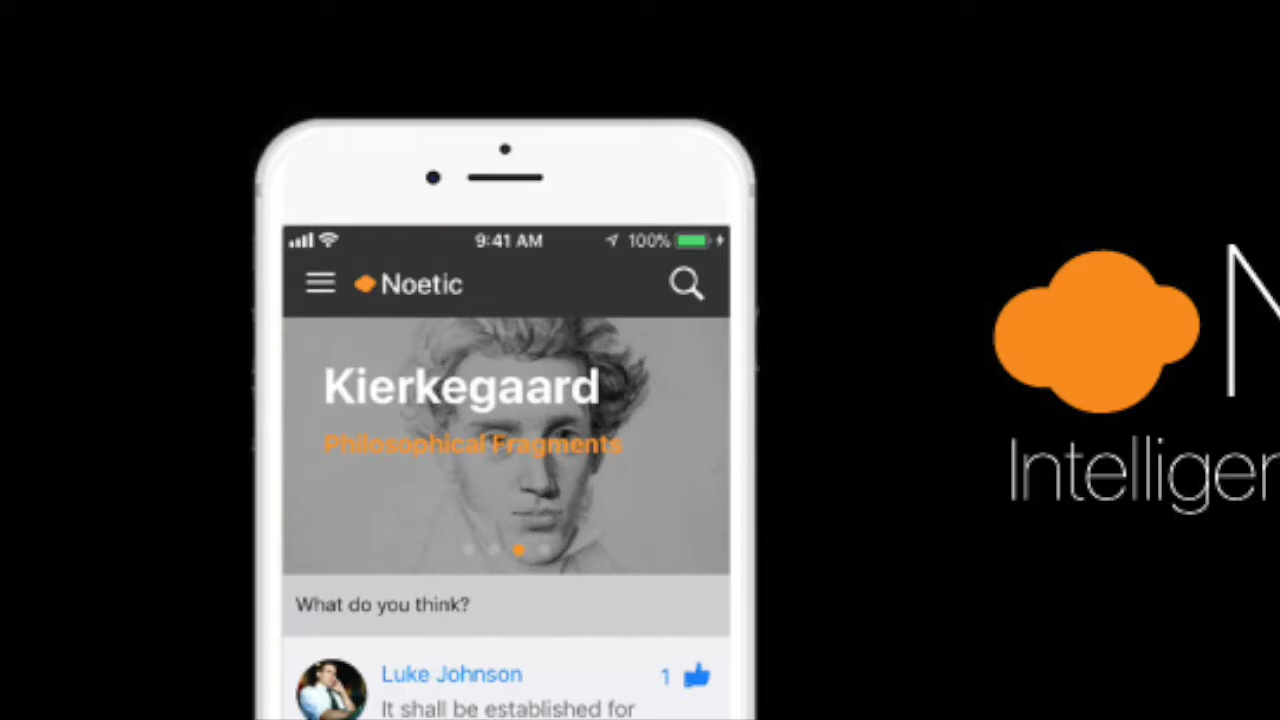 9:41 AM 100%
Noetic
Kierkegaard
Philosophical Fragments
What do you think?
Luke Johnson 1
It shall be established for
N
Intelligen